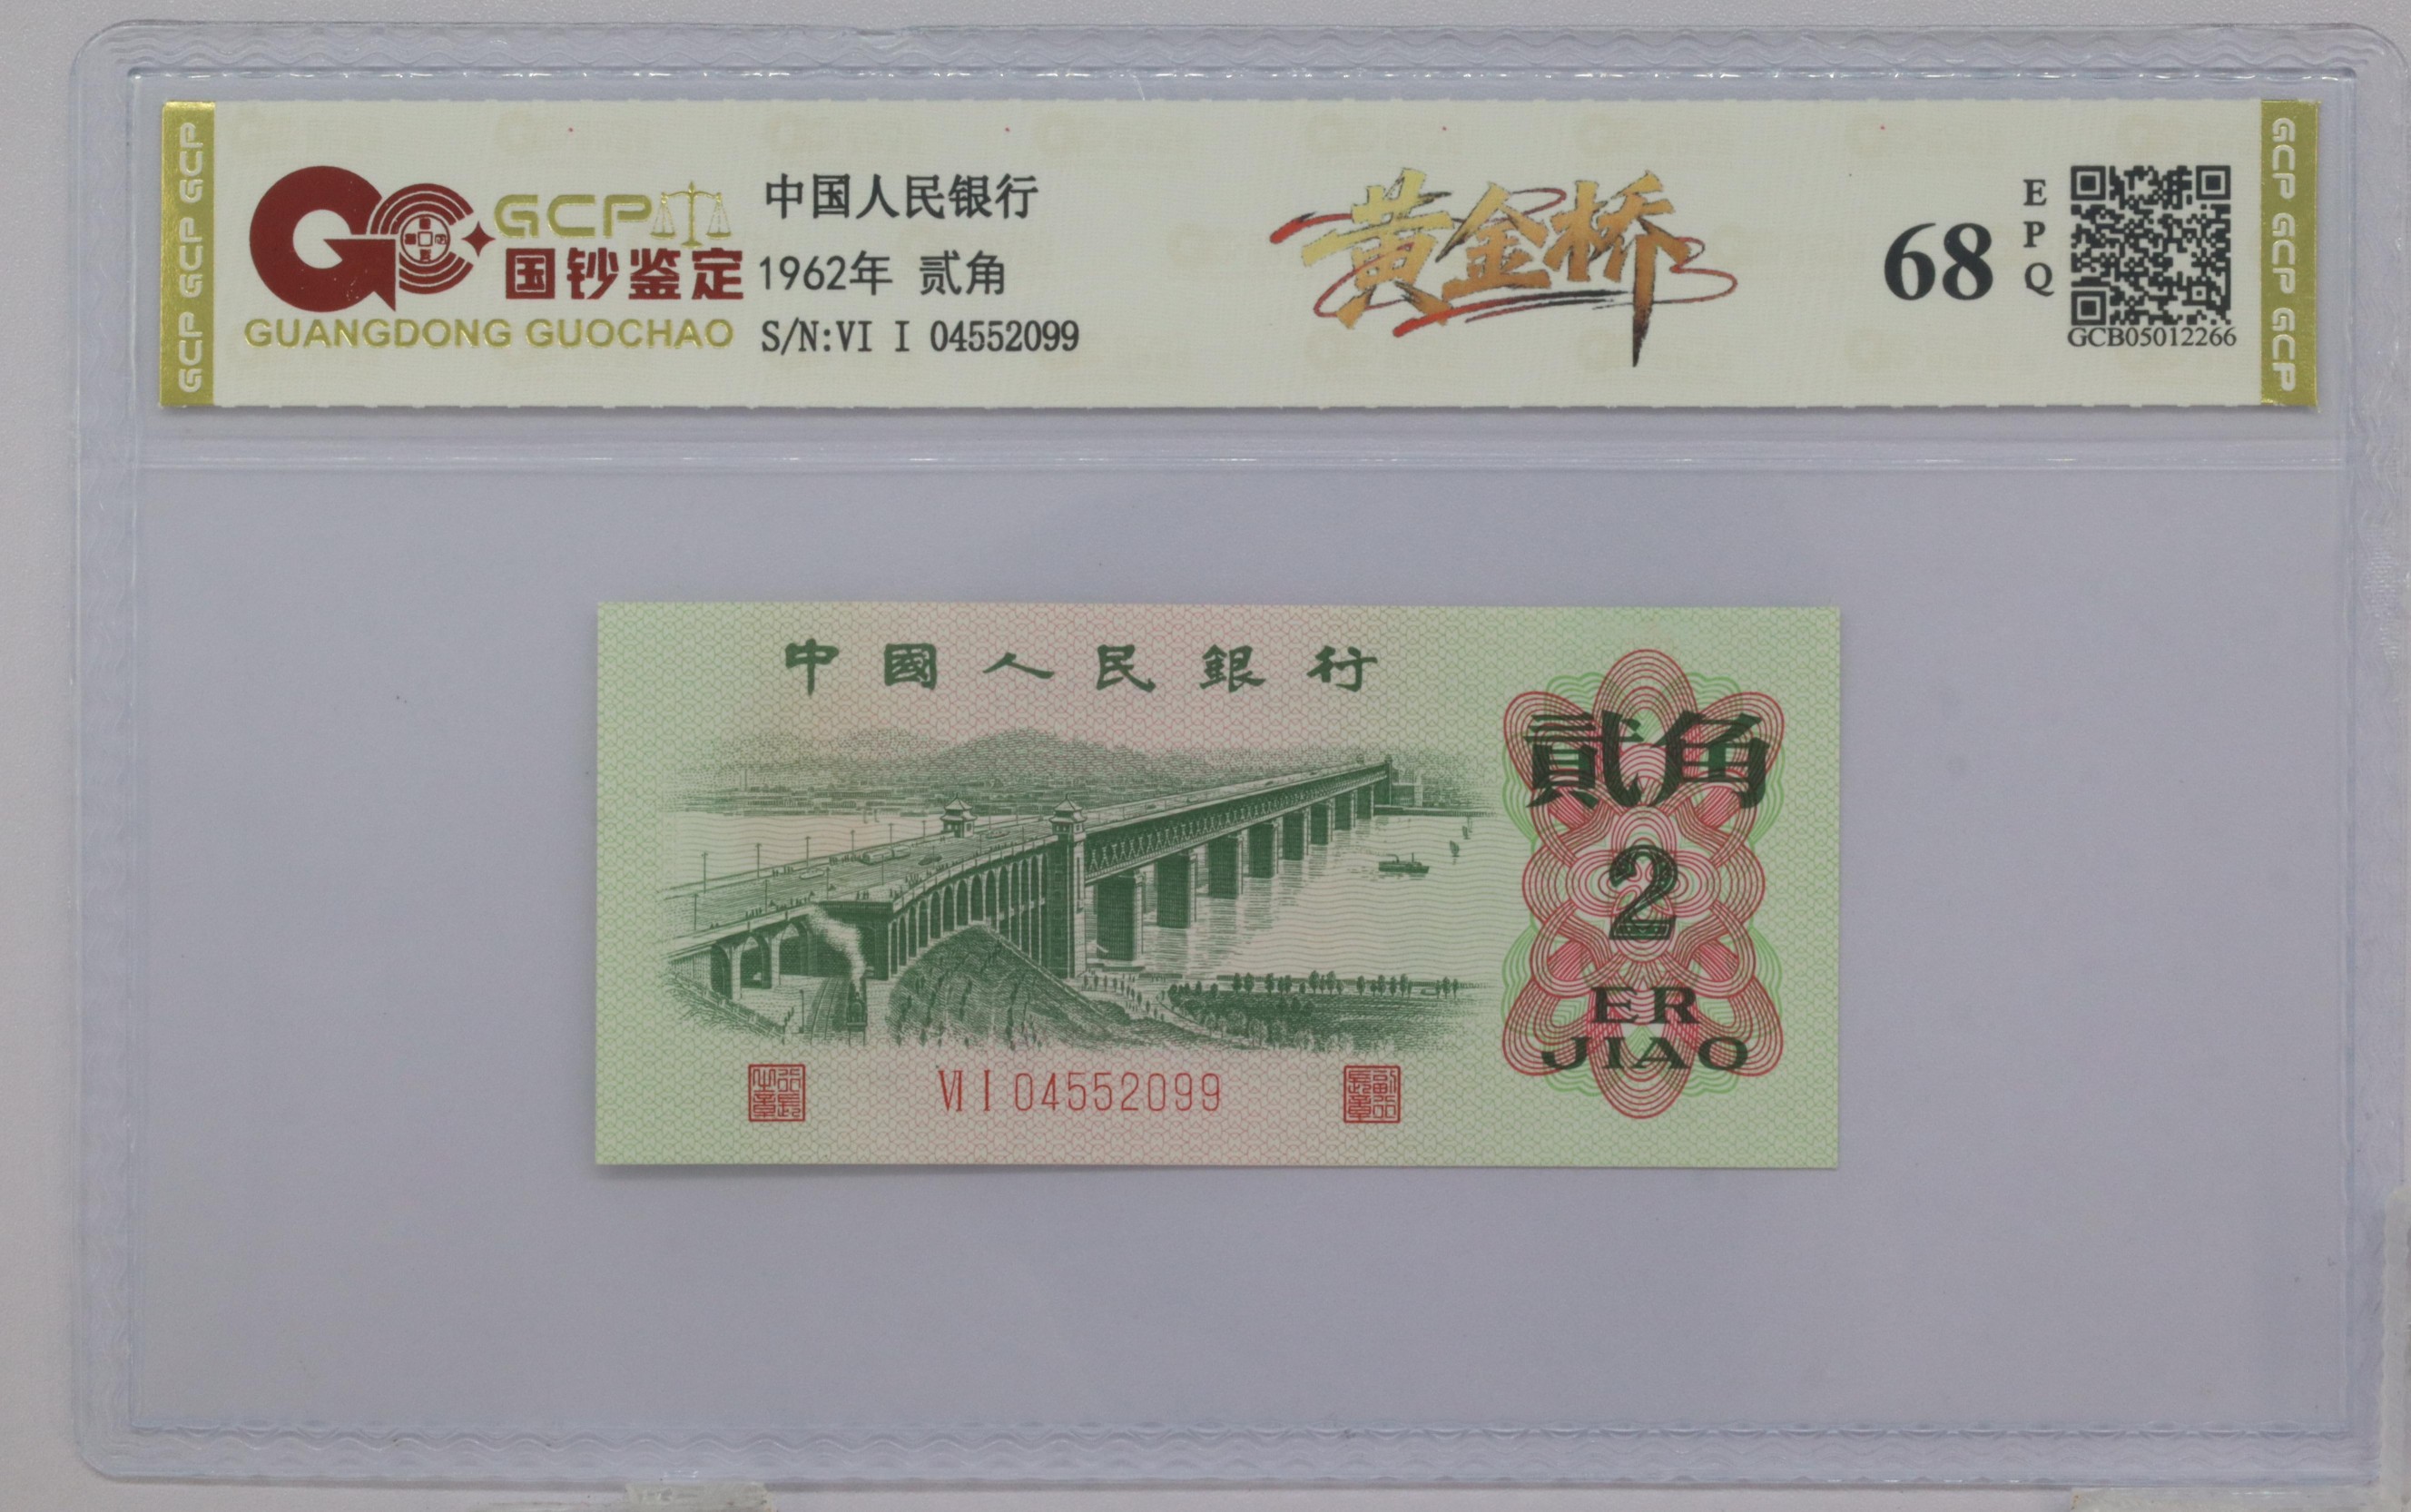 GCP GCP GCP
GCP
国钞鉴定
GUANGDONG GUOCHAO
中国人民银行
1962年 贰角
S/N:VI I 04552099
黄金桥
68
EPQ
GCB05012266
GCP GCP GCP
中國人民銀行
貳角
2
ER
JIAO
VI I 04552099